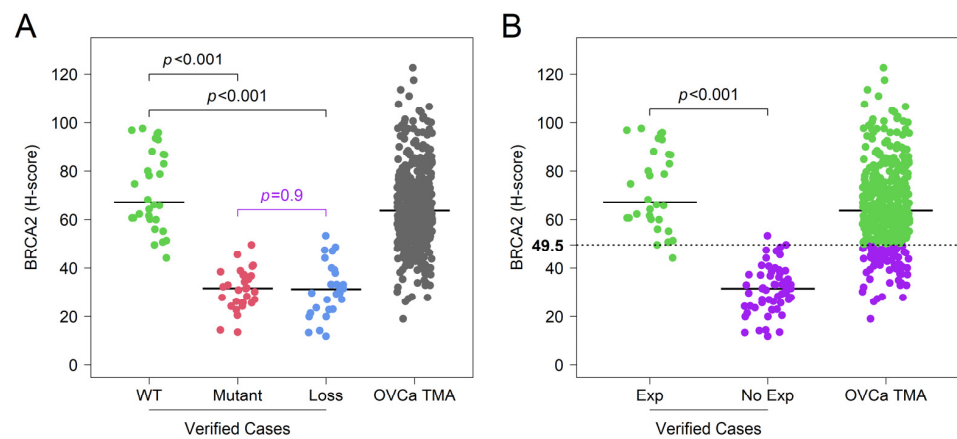 A
BRCA2 (H-score)
120
100
80
60
40
20
0
p<0.001
p<0.001
p=0.9
WT Mutant Loss OVCa TMA
Verified Cases
B
BRCA2 (H-score)
120
100
80
60
49.5
40
20
0
p<0.001
Exp No Exp OVCa TMA
Verified Cases